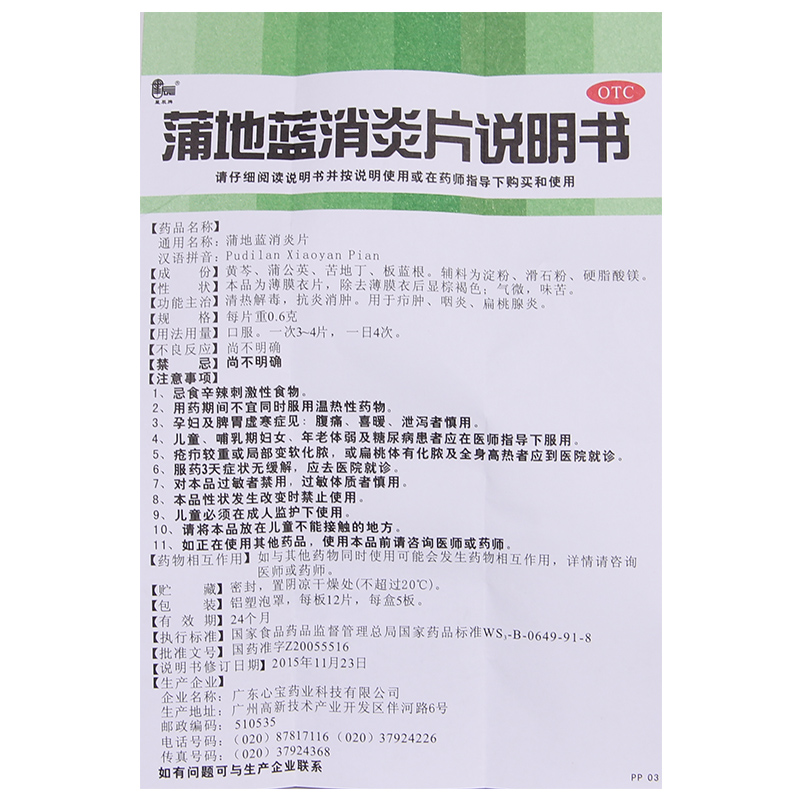 星辰牌
OTC
蒲地蓝消炎片说明书
请仔细阅读说明书并按说明使用或在药师指导下购买和使用
【药品名称】
通用名称：蒲地蓝消炎片
汉语拼音：Pudilan Xiaoyan Pian
【成　　份】黄芩、蒲公英、苦地丁、板蓝根。辅料为淀粉、滑石粉、硬脂酸镁。
【性　　状】本品为薄膜衣片，除去薄膜衣后显棕褐色；气微，味苦。
【功能主治】清热解毒，抗炎消肿。用于疖肿、咽炎、扁桃腺炎。
【规　　格】每片重0.6克
【用法用量】口服。一次3~4片，一日4次。
【不良反应】尚不明确
【禁　　忌】尚不明确
【注意事项】
1、忌食辛辣刺激性食物。
2、用药期间不宜同时服用温热性药物。
3、孕妇及脾胃虚寒症见：腹痛、喜暖、泄泻者慎用。
4、儿童、哺乳期妇女、年老体弱及糖尿病患者应在医师指导下服用。
5、疮疖较重或局部变软化脓，或扁桃体有化脓及全身高热者应到医院就诊。
6、服药3天症状无缓解，应去医院就诊。
7、对本品过敏者禁用，过敏体质者慎用。
8、本品性状发生改变时禁止使用。
9、儿童必须在成人监护下使用。
10、请将本品放在儿童不能接触的地方。
11、如正在使用其他药品，使用本品前请咨询医师或药师。
【药物相互作用】如与其他药物同时使用可能会发生药物相互作用，详情请咨询
医师或药师。
【贮　　藏】密封，置阴凉干燥处(不超过20℃)。
【包　　装】铝塑泡罩，每板12片，每盒5板。
【有 效 期】24个月
【执行标准】国家食品药品监督管理总局国家药品标准WS₃-B-0649-91-8
【批准文号】国药准字Z20055516
【说明书修订日期】2015年11月23日
【生产企业】
企业名称：广东心宝药业科技有限公司
生产地址：广州高新技术产业开发区伴河路6号
邮政编码：510535
电话号码：(020) 87817116 (020) 37924226
传真号码：(020) 37924368
如有问题可与生产企业联系
PP 03